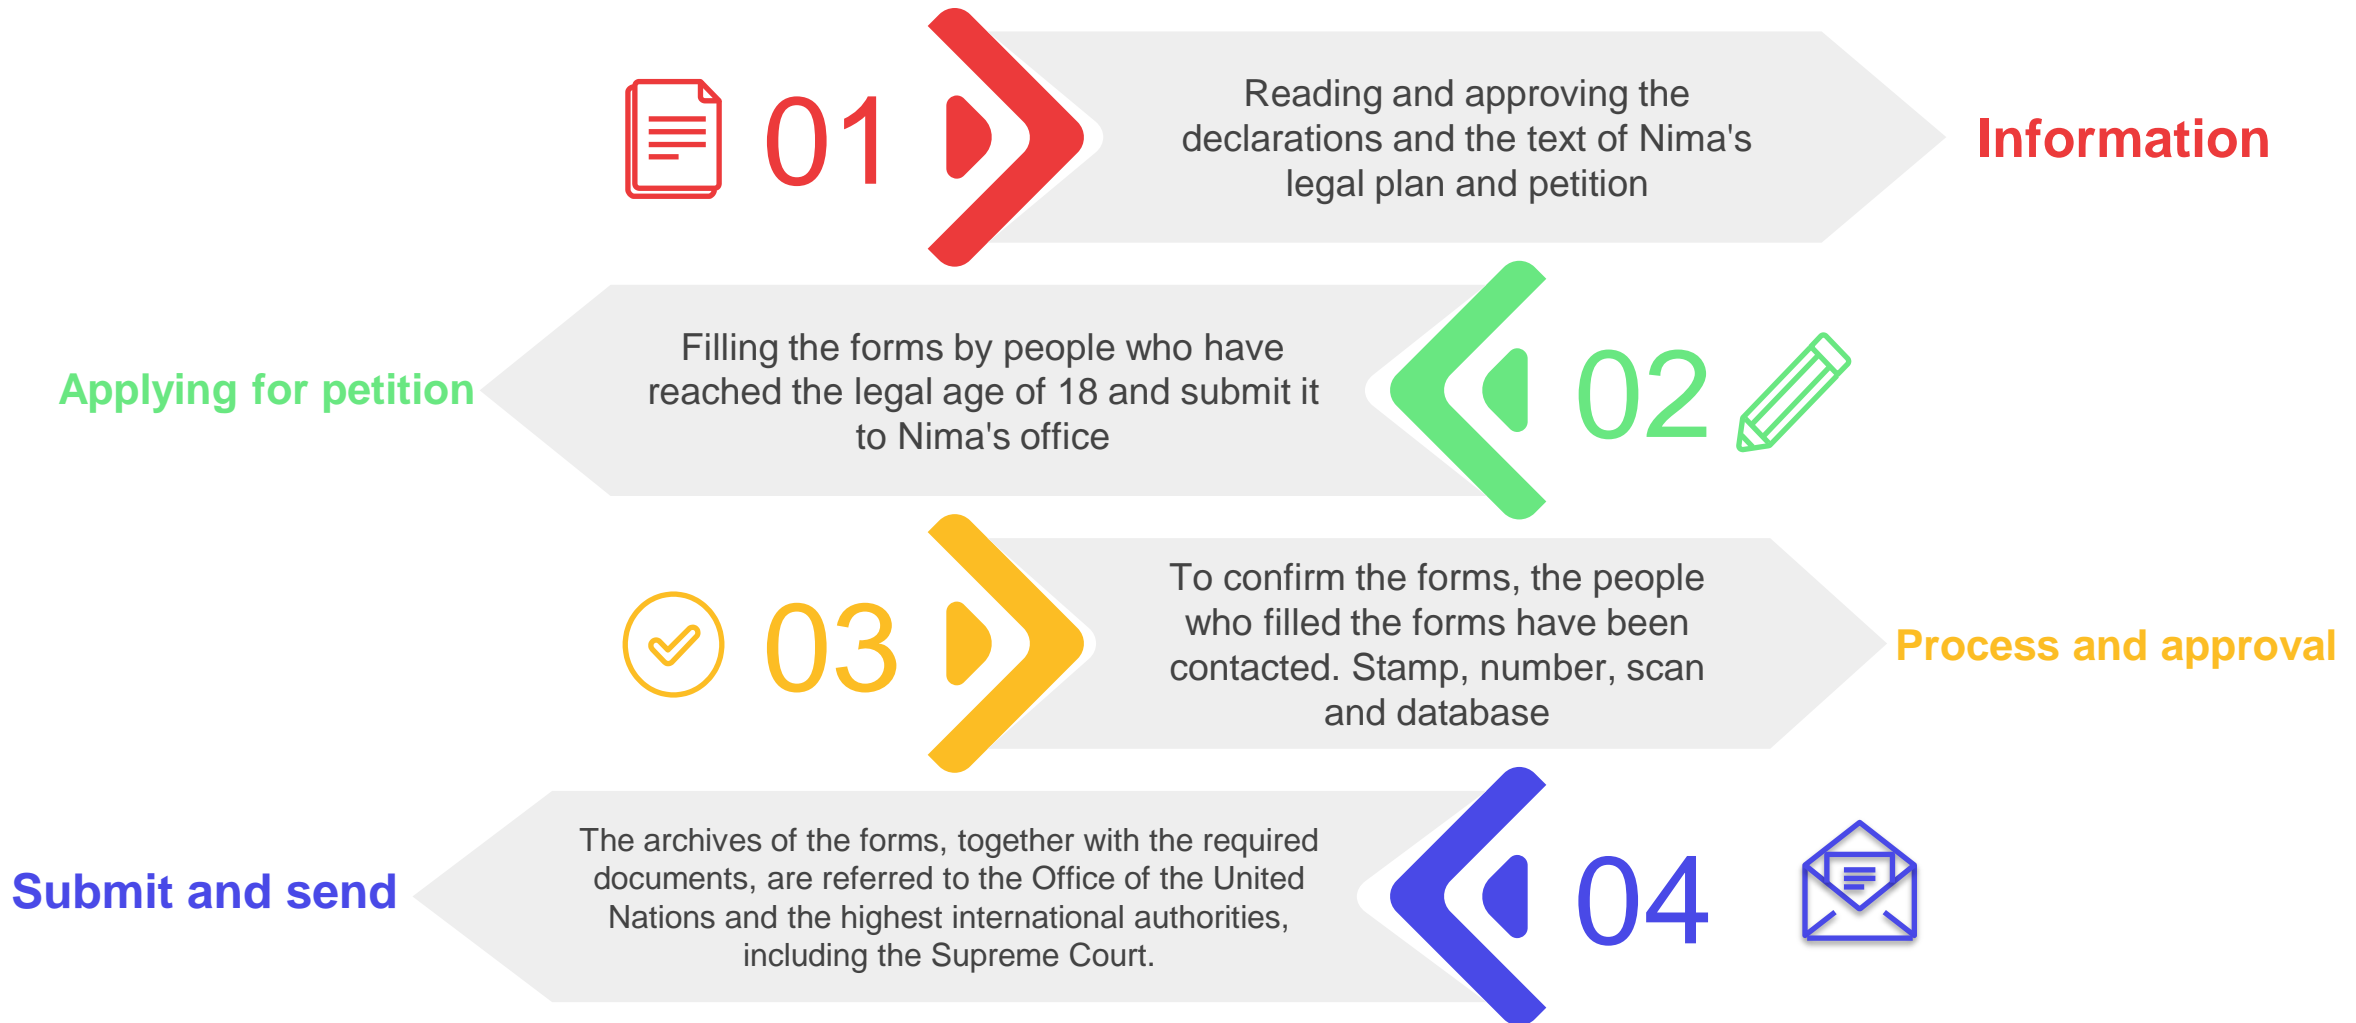 01
Reading and approving the
declarations and the text of Nima's
legal plan and petition
Information
Applying for petition
Filling the forms by people who have
reached the legal age of 18 and submit it
to Nima's office
02
03
To confirm the forms, the people
who filled the forms have been
contacted. Stamp, number, scan
and database
Process and approval
Submit and send
The archives of the forms, together with the required
documents, are referred to the Office of the United
Nations and the highest international authorities,
including the Supreme Court.
04